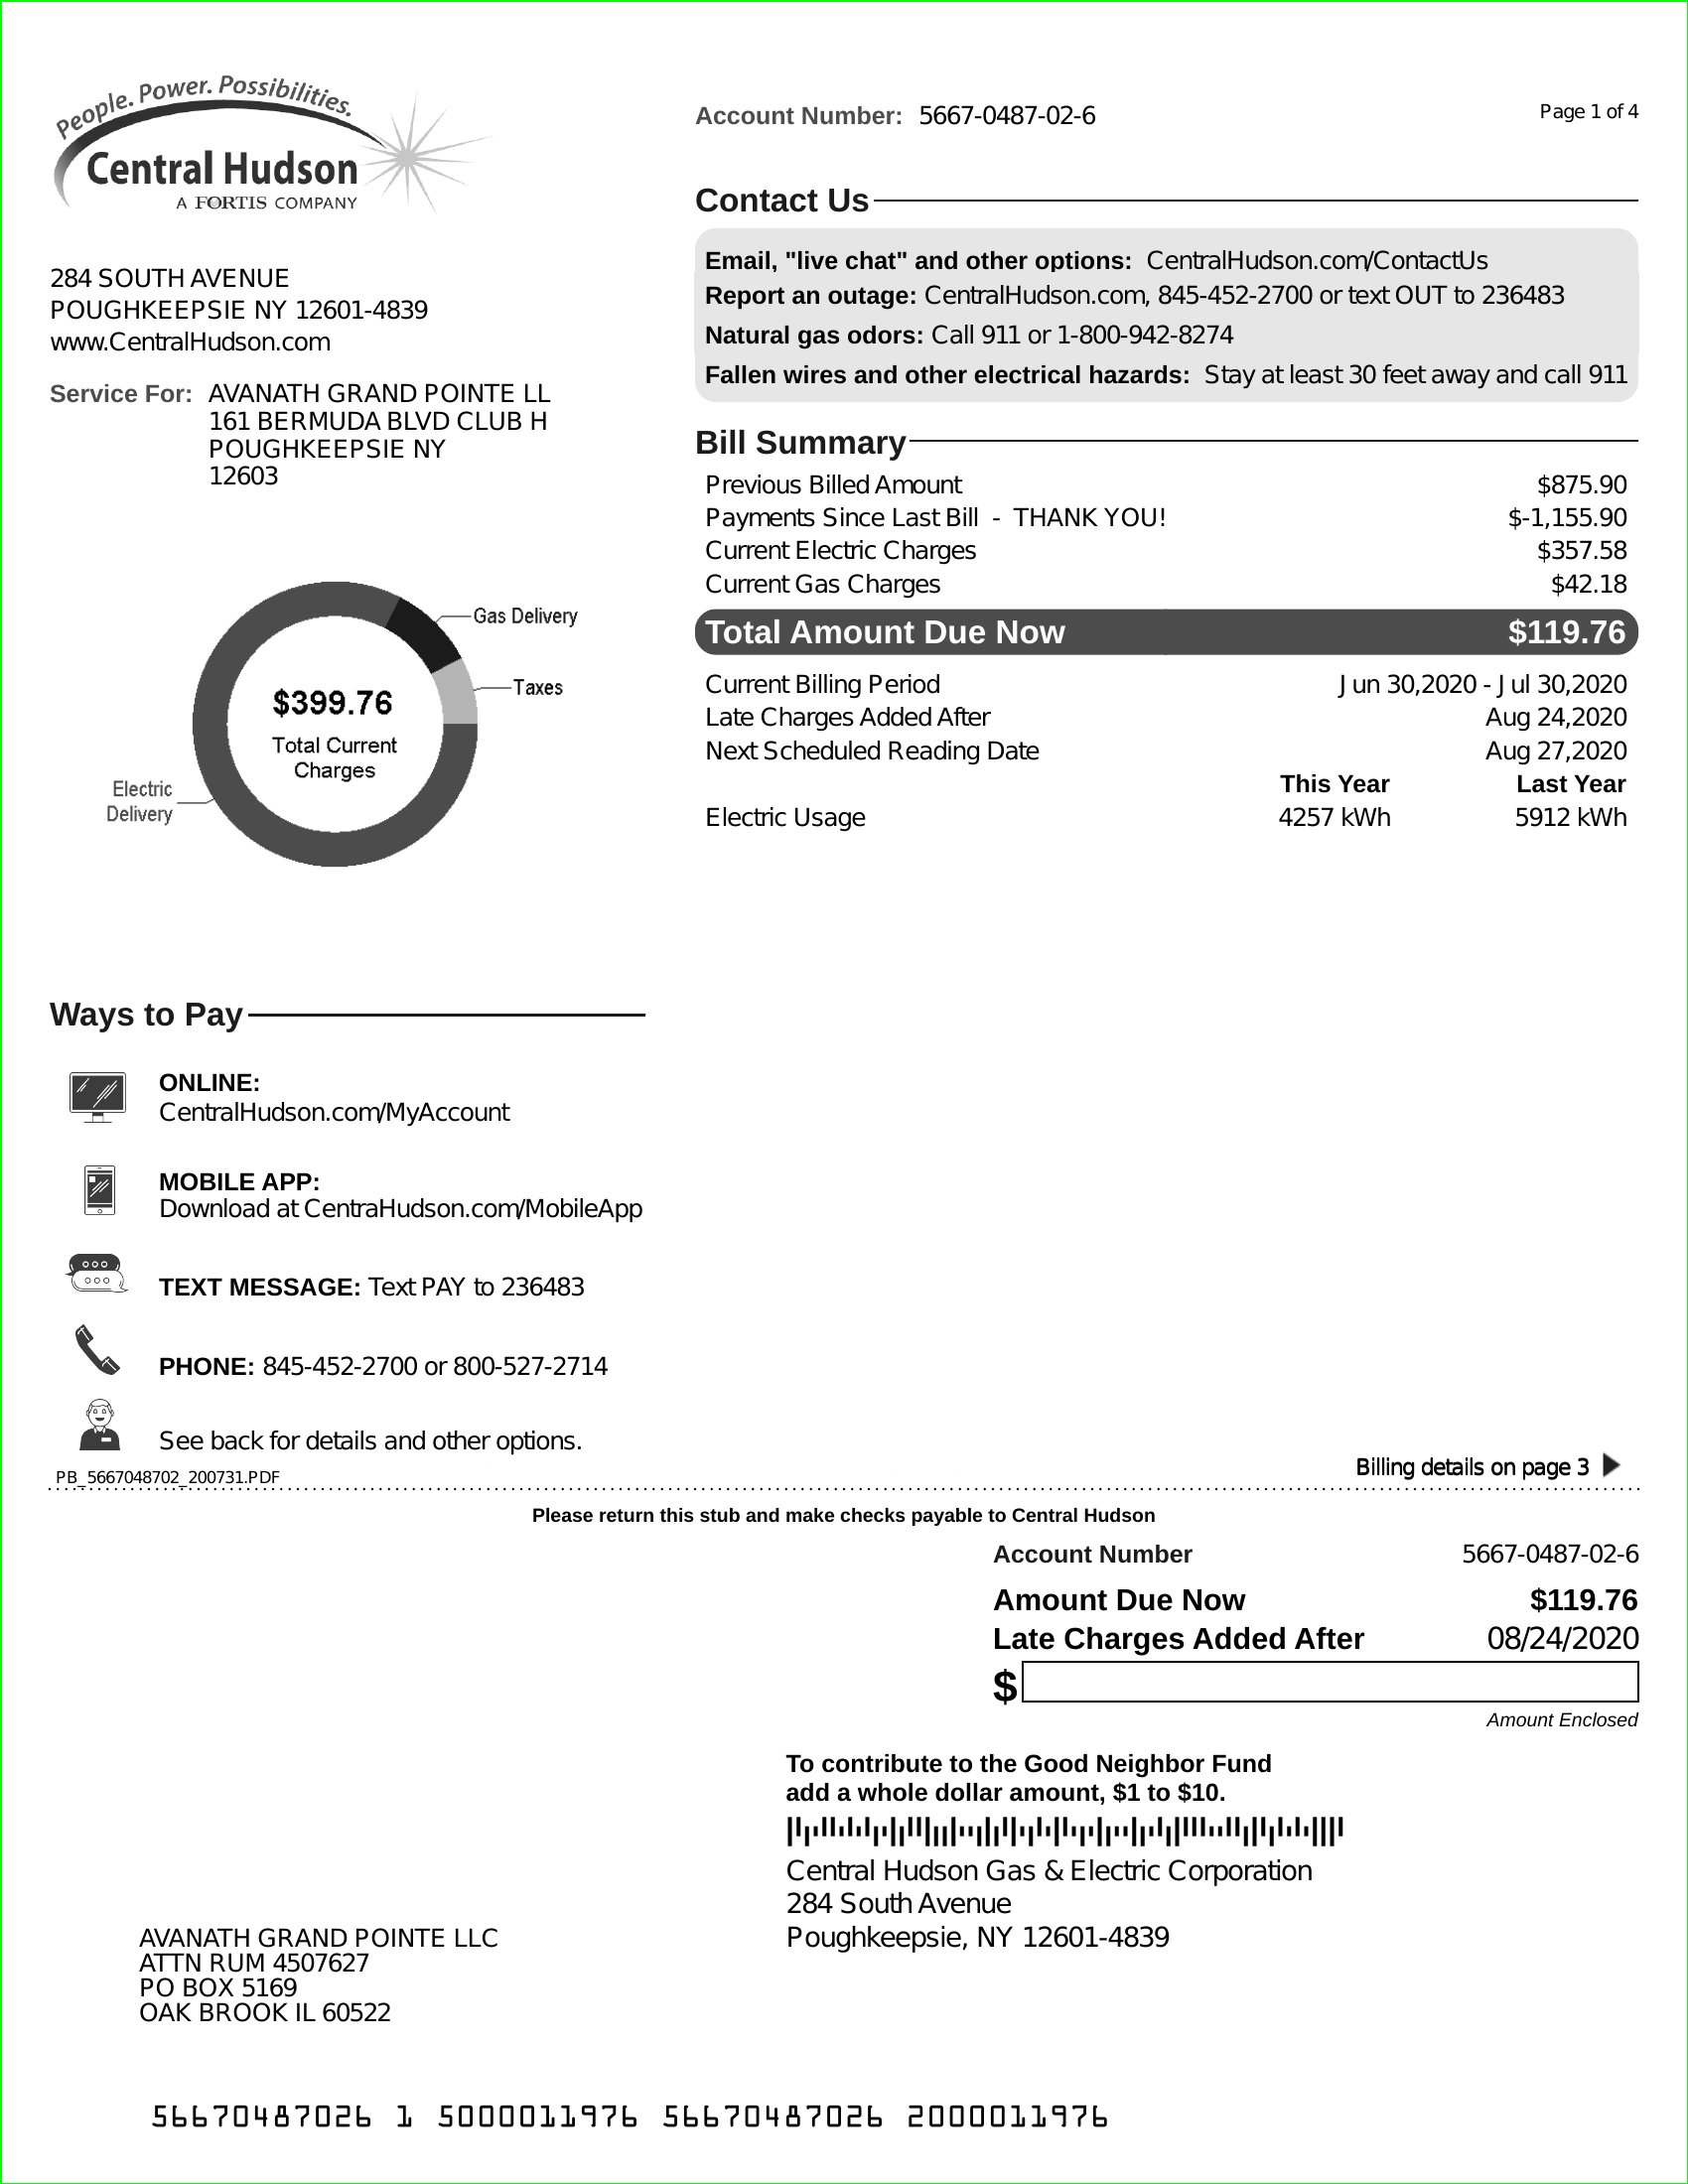 People. Power. Possibilities.
Central Hudson
A FORTIS COMPANY
284 SOUTH AVENUE
POUGHKEEPSIE NY 12601-4839
www.CentralHudson.com
Service For: AVANATH GRAND POINTE LL
161 BERMUDA BLVD CLUB H
POUGHKEEPSIE NY
12603
Account Number: 5667-0487-02-6
Page 1 of 4
Contact Us
Email, "live chat" and other options: CentralHudson.com/ContactUs
Report an outage: CentralHudson.com, 845-452-2700 or text OUT to 236483
Natural gas odors: Call 911 or 1-800-942-8274
Fallen wires and other electrical hazards: Stay at least 30 feet away and call 911
Bill Summary
Previous Billed Amount $875.90
Payments Since Last Bill - THANK YOU! $-1,155.90
Current Electric Charges $357.58
Current Gas Charges $42.18
Total Amount Due Now $119.76
Current Billing Period Jun 30,2020 - Jul 30,2020
Late Charges Added After Aug 24,2020
Next Scheduled Reading Date Aug 27,2020
This Year Last Year
Electric Usage 4257 kWh 5912 kWh
Gas Delivery
Taxes
$399.76
Total Current
Charges
Electric
Delivery
Ways to Pay
ONLINE:
CentralHudson.com/MyAccount
MOBILE APP:
Download at CentraHudson.com/MobileApp
TEXT MESSAGE: Text PAY to 236483
PHONE: 845-452-2700 or 800-527-2714
See back for details and other options.
PB_5667048702_200731.PDF
Billing details on page 3
Please return this stub and make checks payable to Central Hudson
Account Number 5667-0487-02-6
Amount Due Now $119.76
Late Charges Added After 08/24/2020
$
Amount Enclosed
To contribute to the Good Neighbor Fund
add a whole dollar amount, $1 to $10.
Central Hudson Gas & Electric Corporation
284 South Avenue
Poughkeepsie, NY 12601-4839
AVANATH GRAND POINTE LLC
ATTN RUM 4507627
PO BOX 5169
OAK BROOK IL 60522
56670487026 1 5000011976 56670487026 2000011976